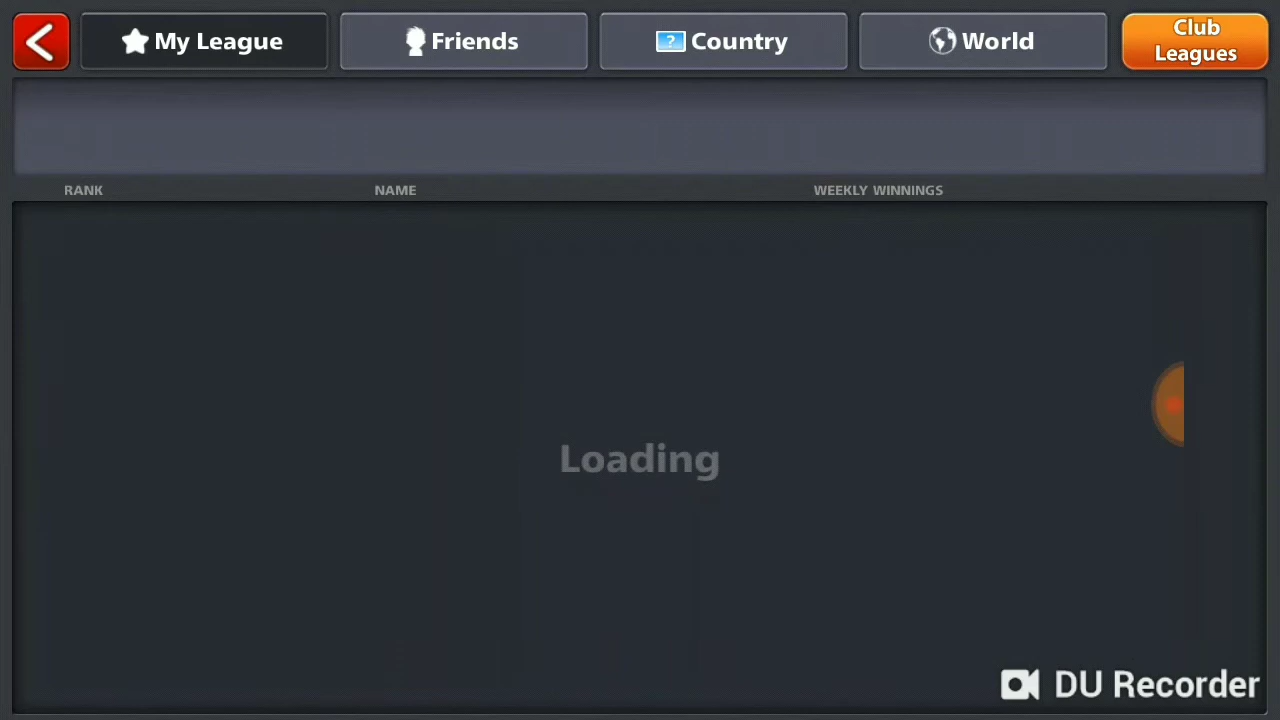 My League
Friends
?
Country
World
Club
Leagues
RANK
NAME
WEEKLY WINNINGS
Loading
DU Recorder